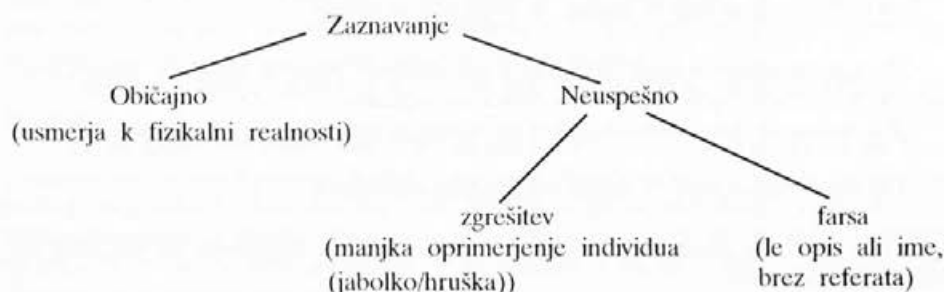 Zaznavanje
Običajno
(usmerja k fizikalni realnosti)
Neuspešno
zgrešitev
(manjka oprimerjenje individua
(jabolko/hruška))
farsa
(le opis ali ime,
brez referata)